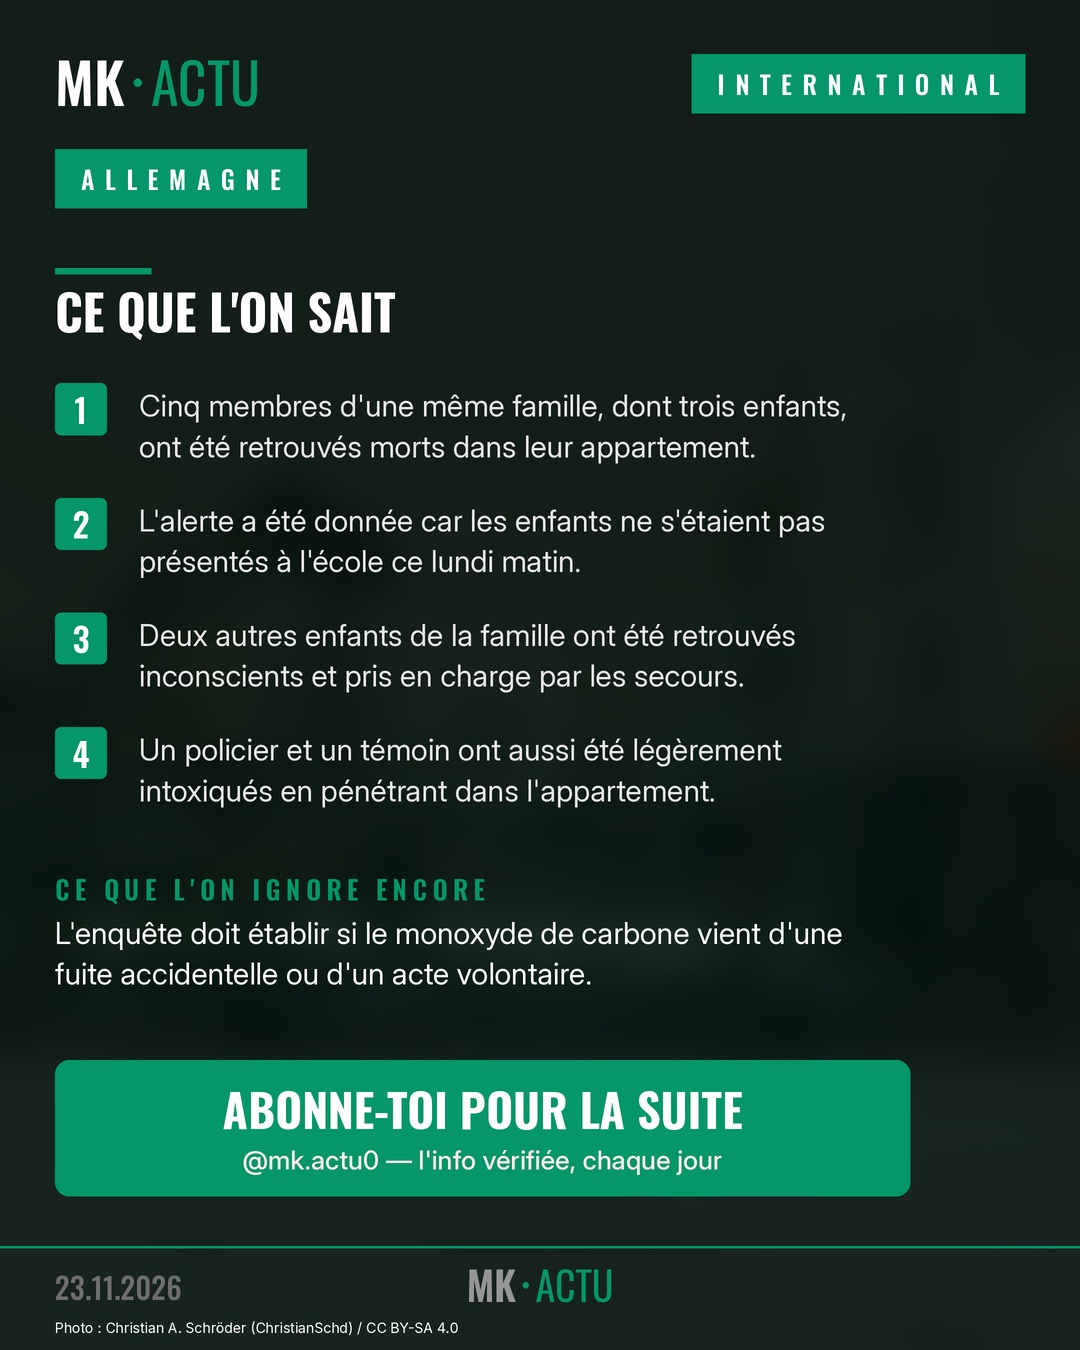 MK·ACTU
INTERNATIONAL
ALLEMAGNE
CE QUE L'ON SAIT
1
Cinq membres d'une même famille, dont trois enfants,
ont été retrouvés morts dans leur appartement.
2
L'alerte a été donnée car les enfants ne s'étaient pas
présentés à l'école ce lundi matin.
3
Deux autres enfants de la famille ont été retrouvés
inconscients et pris en charge par les secours.
4
Un policier et un témoin ont aussi été légèrement
intoxiqués en pénétrant dans l'appartement.
CE QUE L'ON IGNORE ENCORE
L'enquête doit établir si le monoxyde de carbone vient d'une
fuite accidentelle ou d'un acte volontaire.
ABONNE-TOI POUR LA SUITE
@mk.actu0 — l'info vérifiée, chaque jour
23.11.2026
MK·ACTU
Photo : Christian A. Schröder (ChristianSchd) / CC BY-SA 4.0